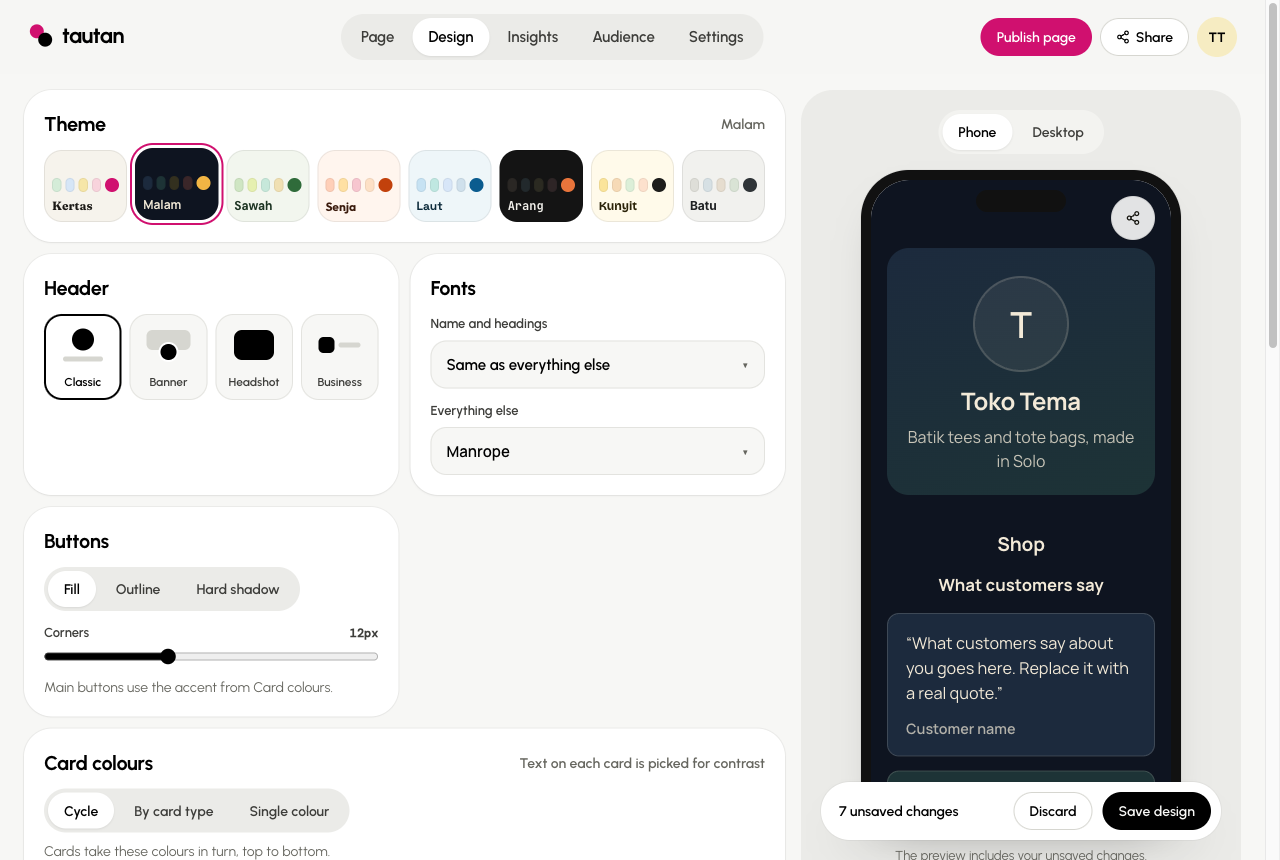 tautan
Page
Design
Insights
Audience
Settings
Publish page
Share
TT
Theme
Malam
Kertas
Malam
Sawah
Senja
Laut
Arang
Kunyit
Batu
Header
Classic
Banner
Headshot
Business
Fonts
Name and headings
Same as everything else
Everything else
Manrope
Buttons
Fill
Outline
Hard shadow
Corners
12px
Main buttons use the accent from Card colours.
Card colours
Text on each card is picked for contrast
Cycle
By card type
Single colour
Cards take these colours in turn, top to bottom.
Phone
Desktop
T
Toko Tema
Batik tees and tote bags, made
in Solo
Shop
What customers say
“What customers say about
you goes here. Replace it with
a real quote.”
Customer name
7 unsaved changes
Discard
Save design
The preview includes your unsaved changes.